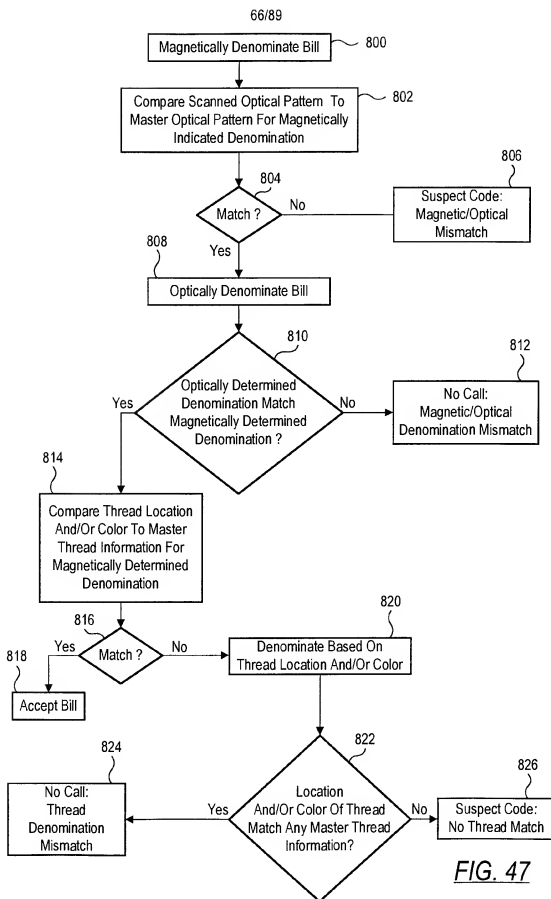 66/89
Magnetically Denominate Bill
800
Compare Scanned Optical Pattern To
Master Optical Pattern For Magnetically
Indicated Denomination
802
804
Match ?
No
Yes
806
Suspect Code:
Magnetic/Optical
Mismatch
808
Optically Denominate Bill
810
Optically Determined
Denomination Match
Magnetically Determined
Denomination ?
Yes
No
812
No Call:
Magnetic/Optical
Denomination Mismatch
814
Compare Thread Location
And/Or Color To Master
Thread Information For
Magnetically Determined
Denomination
816
Match ?
Yes
No
818
Accept Bill
820
Denominate Based On
Thread Location And/Or Color
822
Location
And/Or Color Of Thread
Match Any Master Thread
Information?
Yes
No
824
No Call:
Thread
Denomination
Mismatch
826
Suspect Code:
No Thread Match
FIG. 47